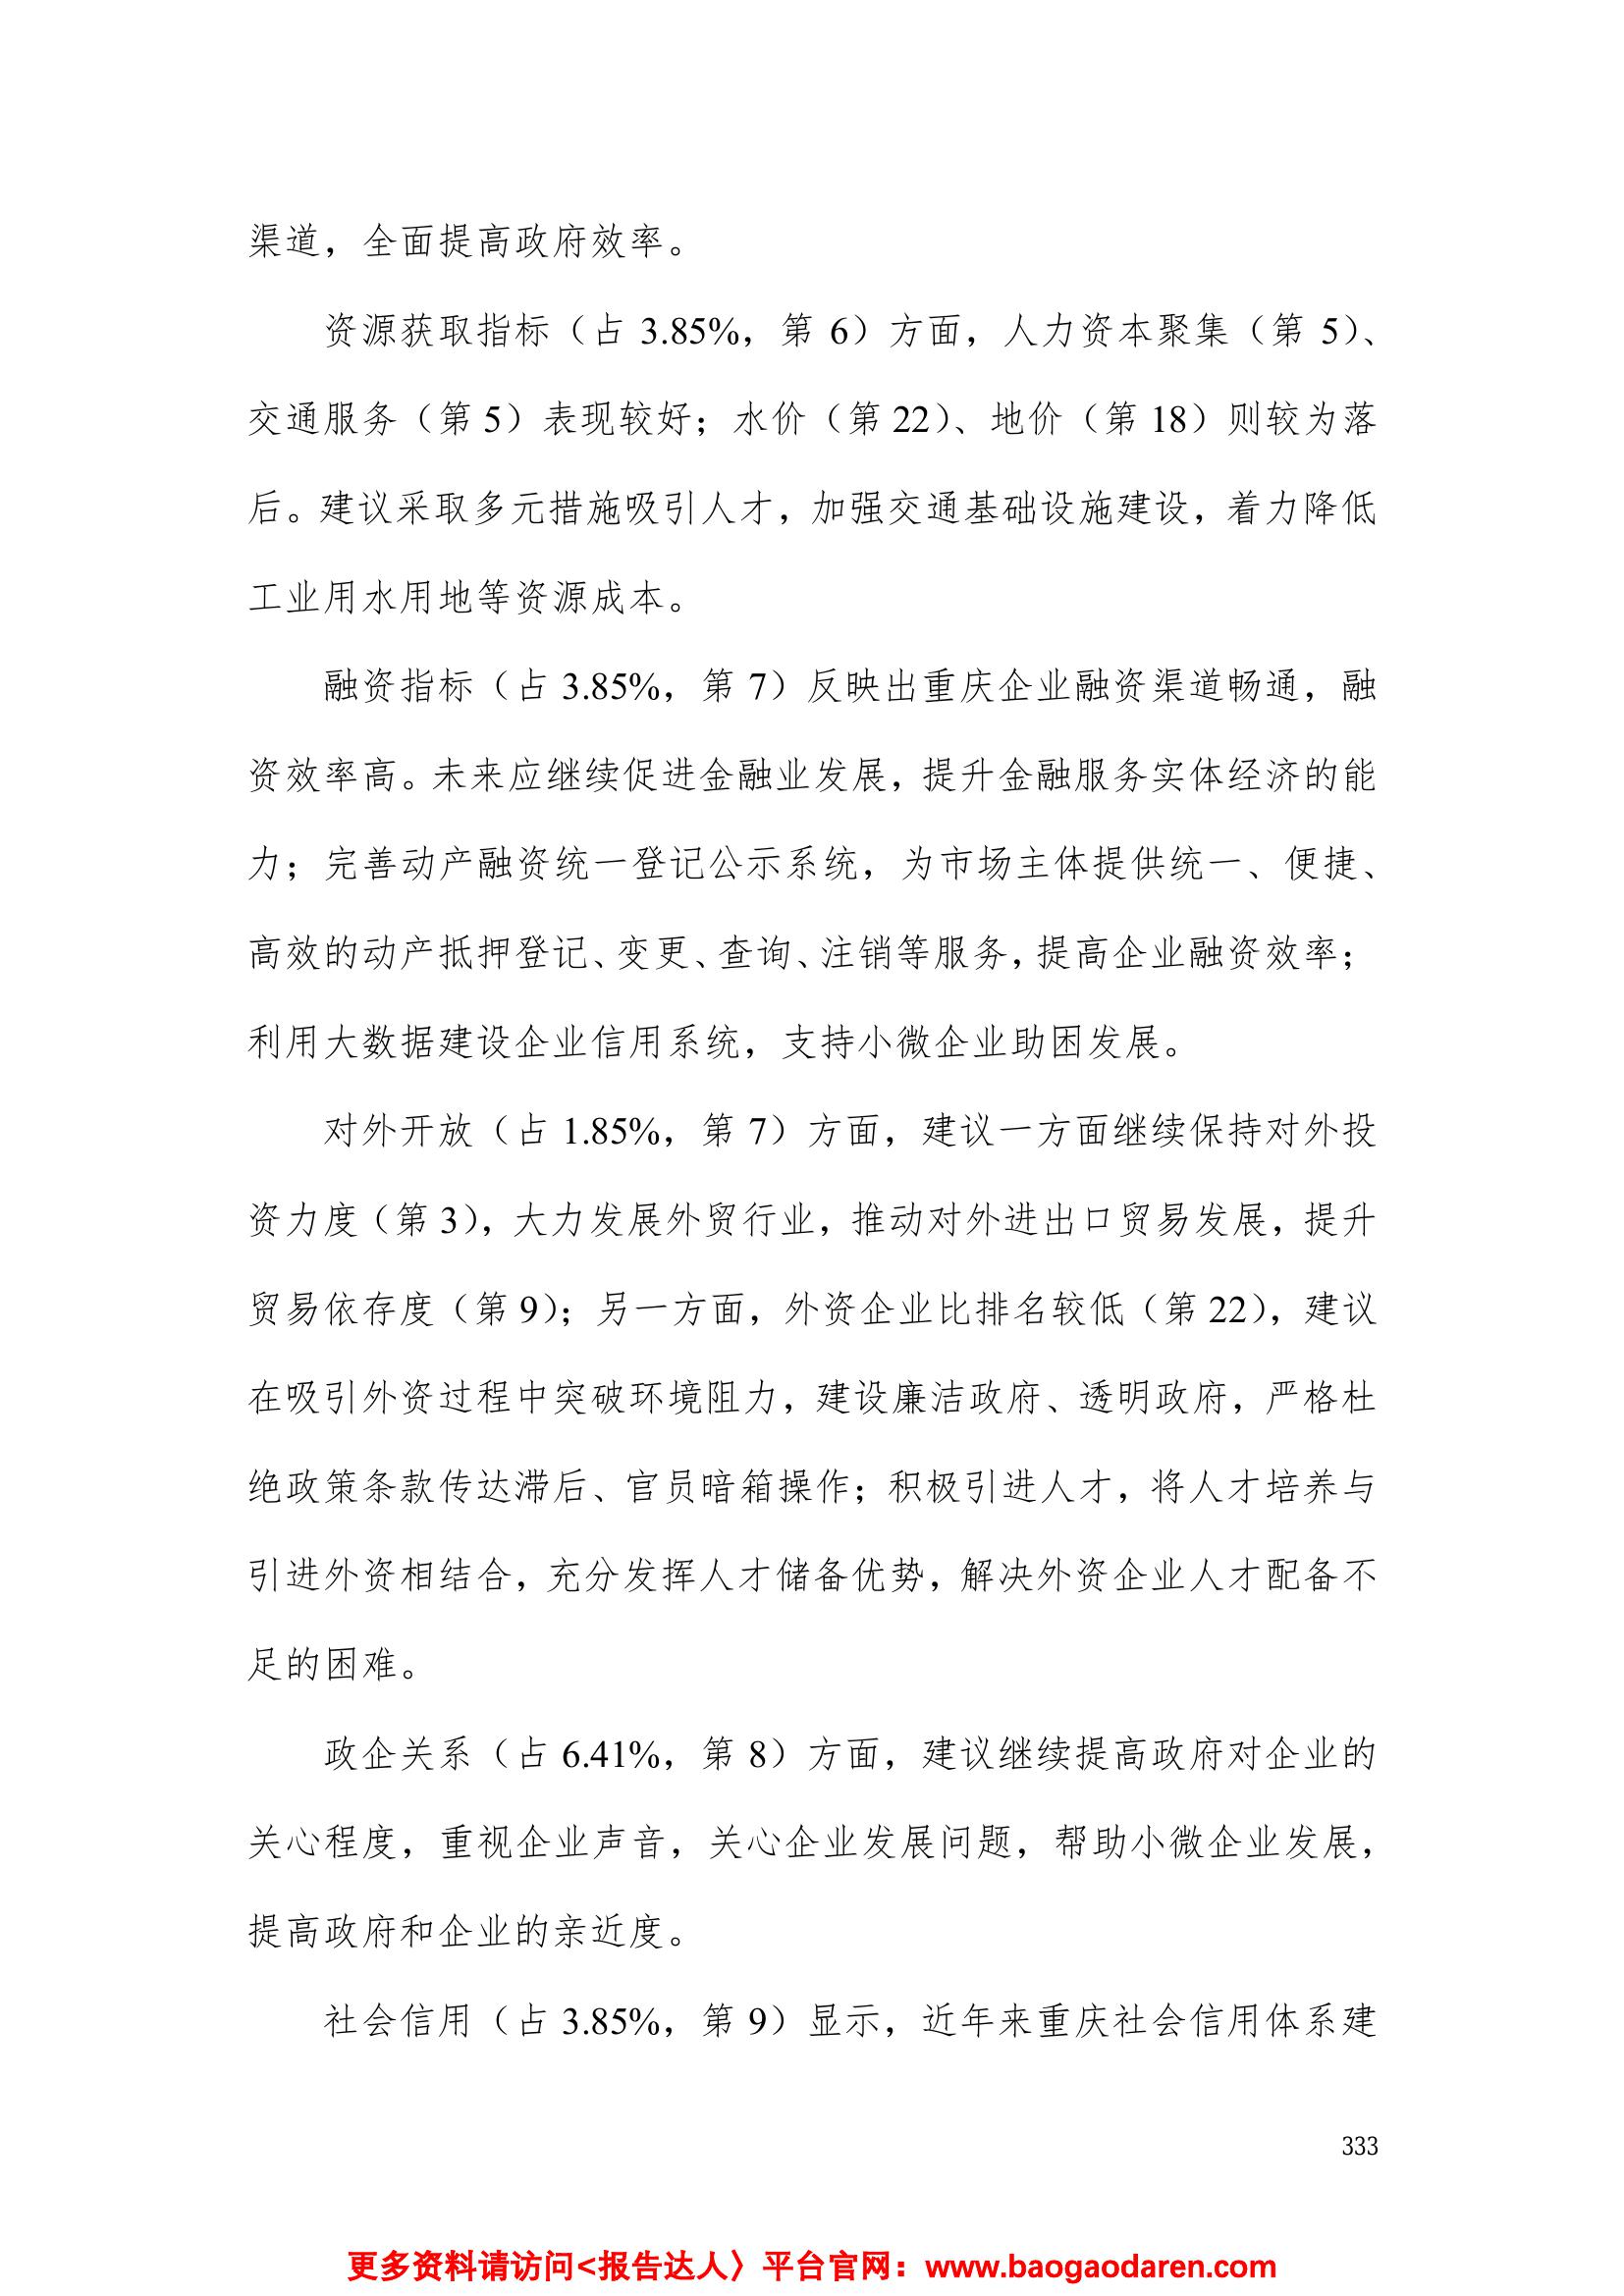 渠道，全面提高政府效率。
资源获取指标（占 3.85%，第 6）方面，人力资本聚集（第 5）、
交通服务（第 5）表现较好；水价（第 22）、地价（第 18）则较为落
后。建议采取多元措施吸引人才，加强交通基础设施建设，着力降低
工业用水用地等资源成本。
融资指标（占 3.85%，第 7）反映出重庆企业融资渠道畅通，融
资效率高。未来应继续促进金融业发展，提升金融服务实体经济的能
力；完善动产融资统一登记公示系统，为市场主体提供统一、便捷、
高效的动产抵押登记、变更、查询、注销等服务，提高企业融资效率；
利用大数据建设企业信用系统，支持小微企业助困发展。
对外开放（占 1.85%，第 7）方面，建议一方面继续保持对外投
资力度（第 3），大力发展外贸行业，推动对外进出口贸易发展，提升
贸易依存度（第 9）；另一方面，外资企业比排名较低（第 22），建议
在吸引外资过程中突破环境阻力，建设廉洁政府、透明政府，严格杜
绝政策条款传达滞后、官员暗箱操作；积极引进人才，将人才培养与
引进外资相结合，充分发挥人才储备优势，解决外资企业人才配备不
足的困难。
政企关系（占 6.41%，第 8）方面，建议继续提高政府对企业的
关心程度，重视企业声音，关心企业发展问题，帮助小微企业发展，
提高政府和企业的亲近度。
社会信用（占 3.85%，第 9）显示，近年来重庆社会信用体系建
333
更多资料请访问<报告达人〉平台官网：www.baogaodaren.com